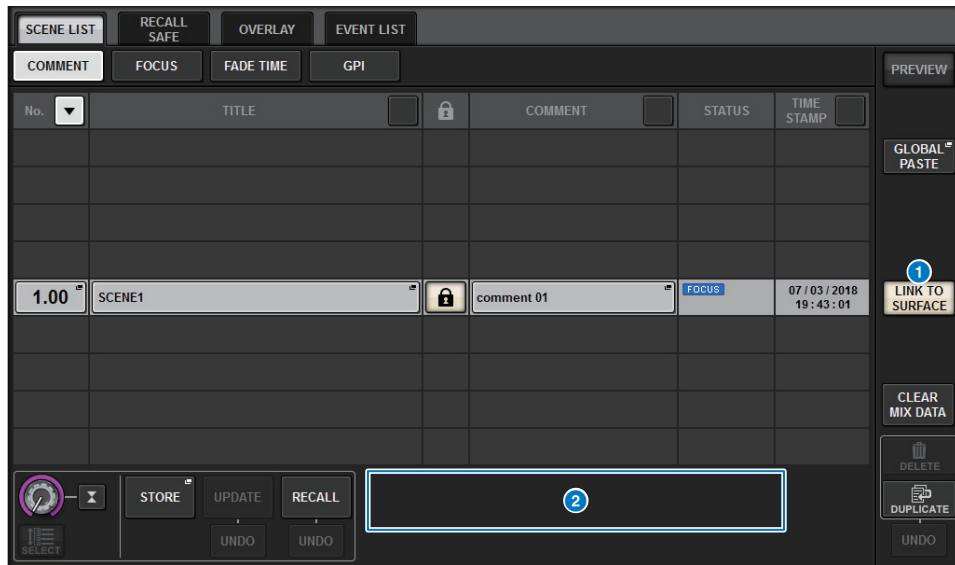 SCENE LIST
RECALL
SAFE
OVERLAY
EVENT LIST
COMMENT
FOCUS
FADE TIME
GPI
PREVIEW
No.
TITLE
COMMENT
STATUS
TIME
STAMP
GLOBAL
PASTE
1
1.00
SCENE1
comment 01
FOCUS
07 / 03 / 2018
19 : 43 : 01
LINK TO
SURFACE
CLEAR
MIX DATA
DELETE
STORE
UPDATE
RECALL
2
DUPLICATE
SELECT
UNDO
UNDO
UNDO